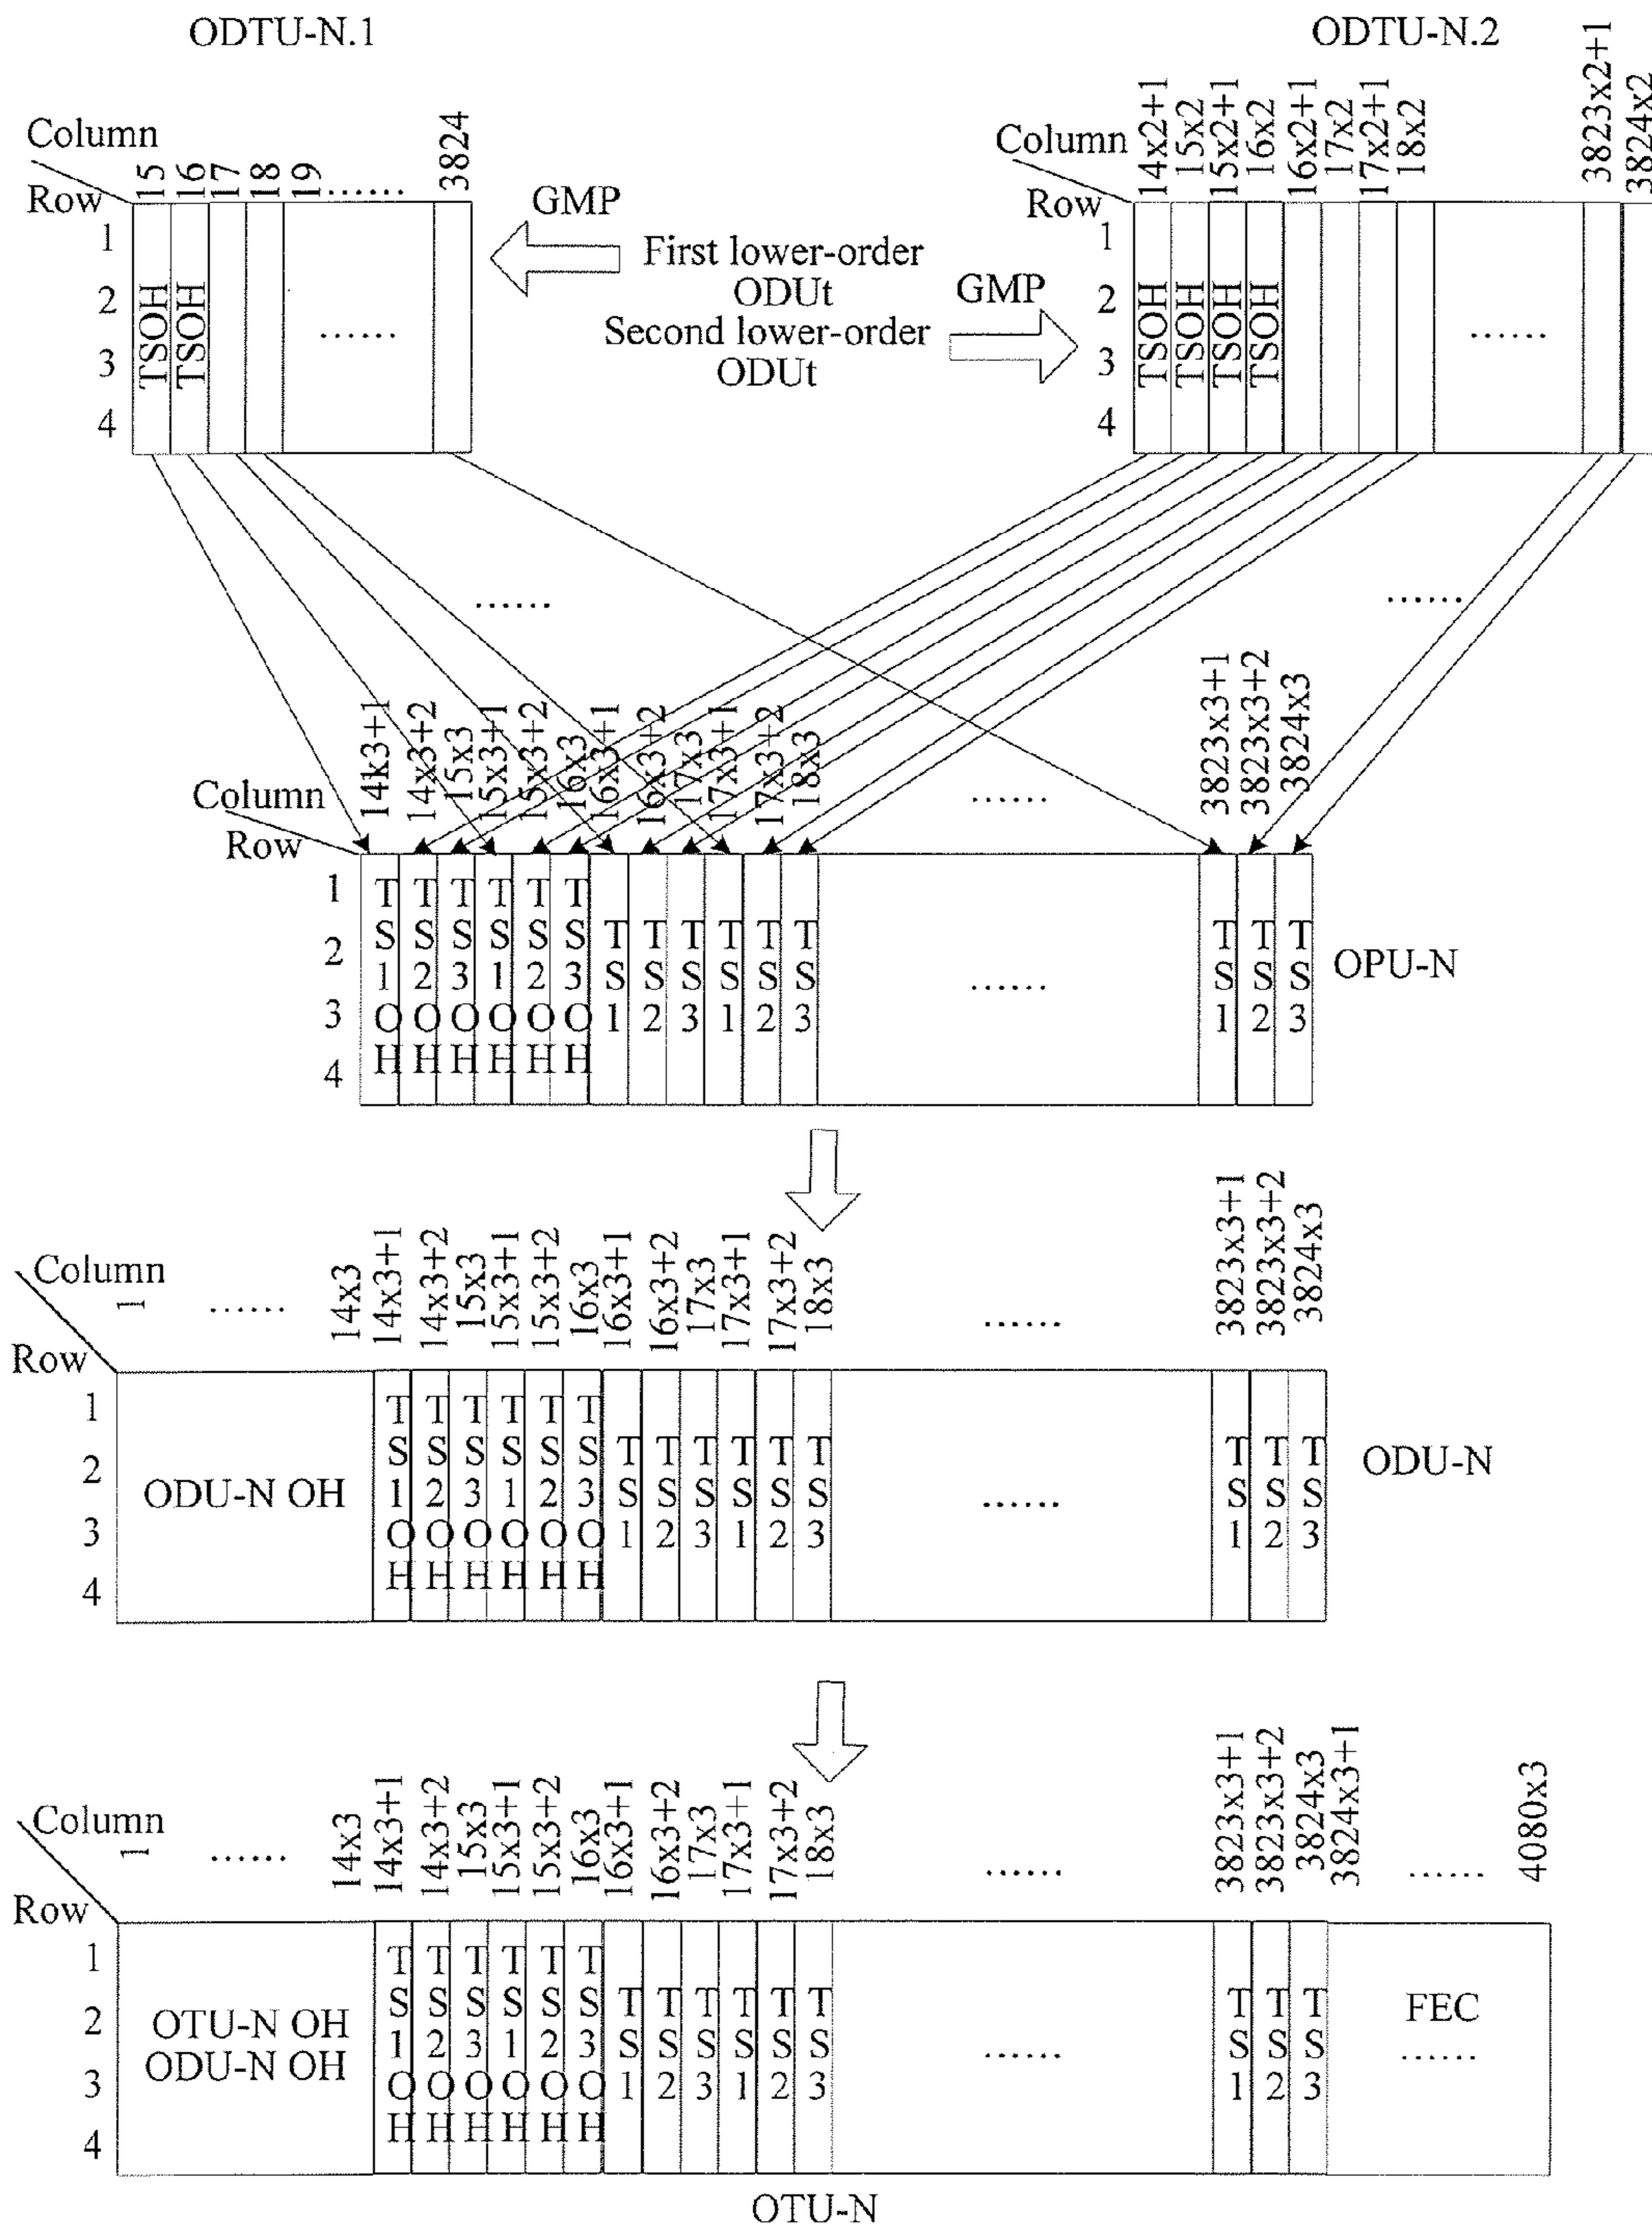 ODTU-N.1
ODTU-N.2
Column
15
16
17
18
19
......
3824
Row
1
2
3
4
TSOH
TSOH
......
GMP
First lower-order
ODUt
Second lower-order
ODUt
GMP
Column
14x2+1
15x2
15x2+1
16x2
16x2+1
17x2
17x2+1
18x2
3823x2+1
3824x2
Row
1
2
3
4
TSOH
TSOH
TSOH
TSOH
......
......
......
Column
14k3+1
14x3+2
15x3
15x3+1
15x3+2
16x3
16x3+1
16x3+2
17x3
17x3+1
17x3+2
18x3
......
3823x3+1
3823x3+2
3824x3
Row
1
2
3
4
TS1OH
TS2OH
TS3OH
TS1OH
TS2OH
TS3OH
TS1
TS2
TS3
TS1
TS2
TS3
......
TS1
TS2
TS3
OPU-N
Column
1
......
14x3
14x3+1
14x3+2
15x3
15x3+1
15x3+2
16x3
16x3+1
16x3+2
17x3
17x3+1
17x3+2
18x3
......
3823x3+1
3823x3+2
3824x3
Row
1
2
3
4
ODU-N OH
TS1OH
TS2OH
TS3OH
TS1OH
TS2OH
TS3OH
TS1
TS2
TS3
TS1
TS2
TS3
......
TS1
TS2
TS3
ODU-N
Column
1
......
14x3
14x3+1
14x3+2
15x3
15x3+1
15x3+2
16x3
16x3+1
16x3+2
17x3
17x3+1
17x3+2
18x3
......
3823x3+1
3823x3+2
3824x3
3824x3+1
......
4080x3
Row
1
2
3
4
OTU-N OH
ODU-N OH
TS1OH
TS2OH
TS3OH
TS1OH
TS2OH
TS3OH
TS1
TS2
TS3
TS1
TS2
TS3
......
TS1
TS2
TS3
FEC
......
OTU-N